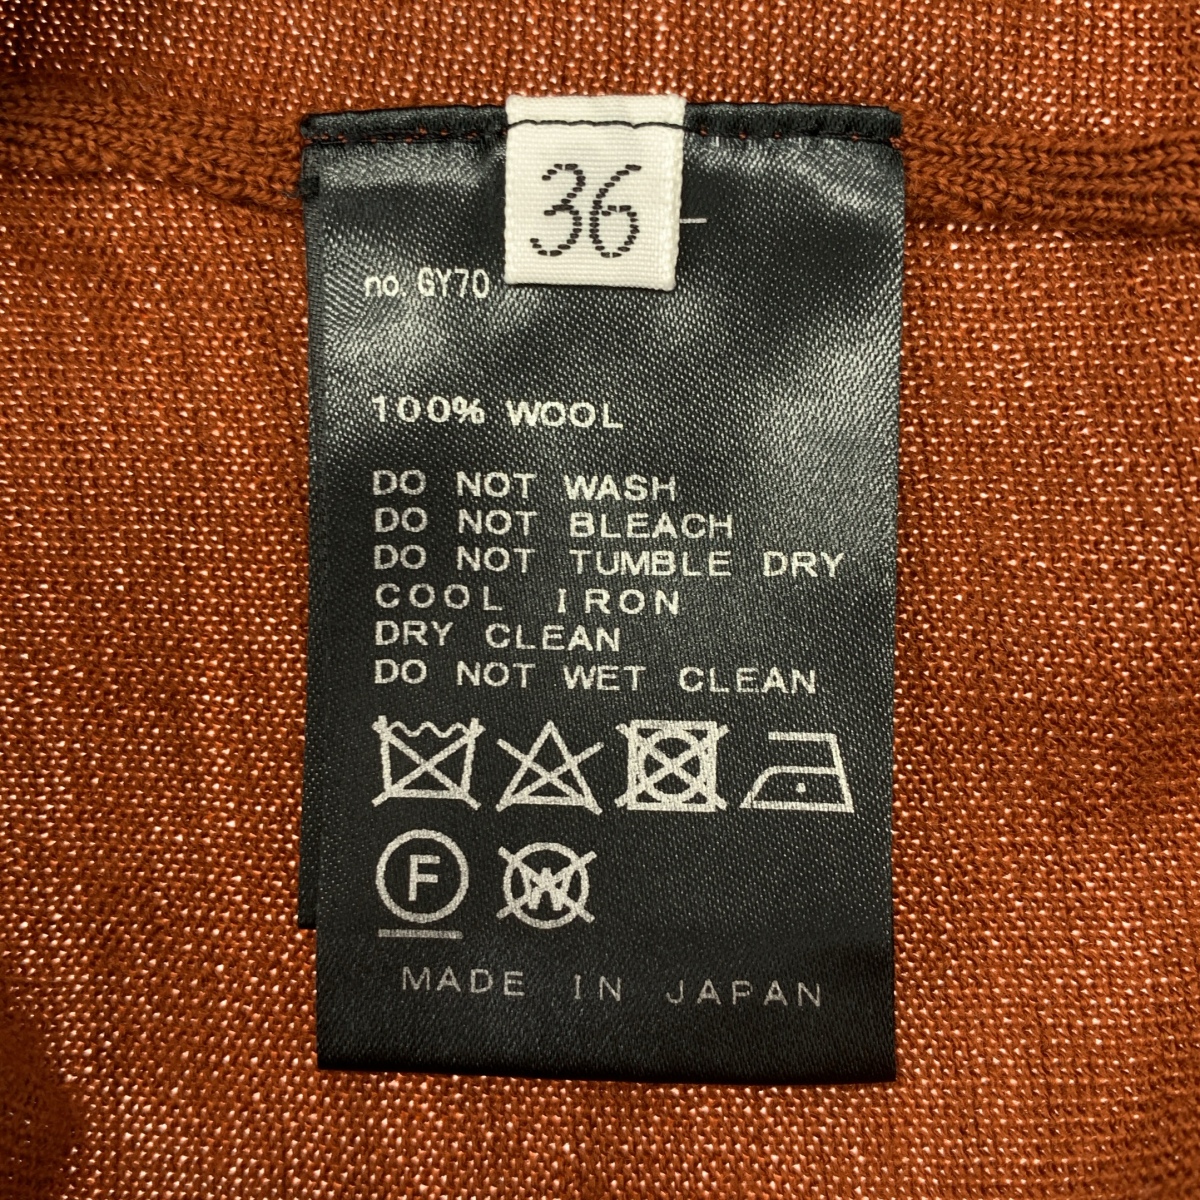 36
no. GY70
100% WOOL
DO NOT WASH
DO NOT BLEACH
DO NOT TUMBLE DRY
COOL IRON
DRY CLEAN
DO NOT WET CLEAN
F W
MADE IN JAPAN